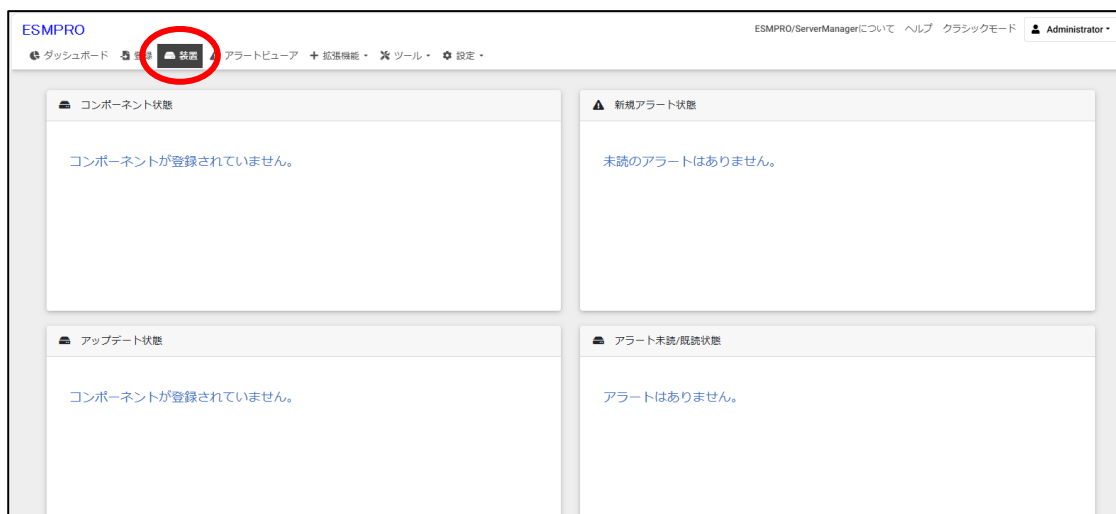 ESMPRO
ESMPRO/ServerManagerについて ヘルプ クラシックモード Administrator
ダッシュボード 登録 装置 アラートビューア 拡張機能 ツール 設定
コンポーネント状態
コンポーネントが登録されていません。
新規アラート状態
未読のアラートはありません。
アップデート状態
コンポーネントが登録されていません。
アラート未読/既読状態
アラートはありません。